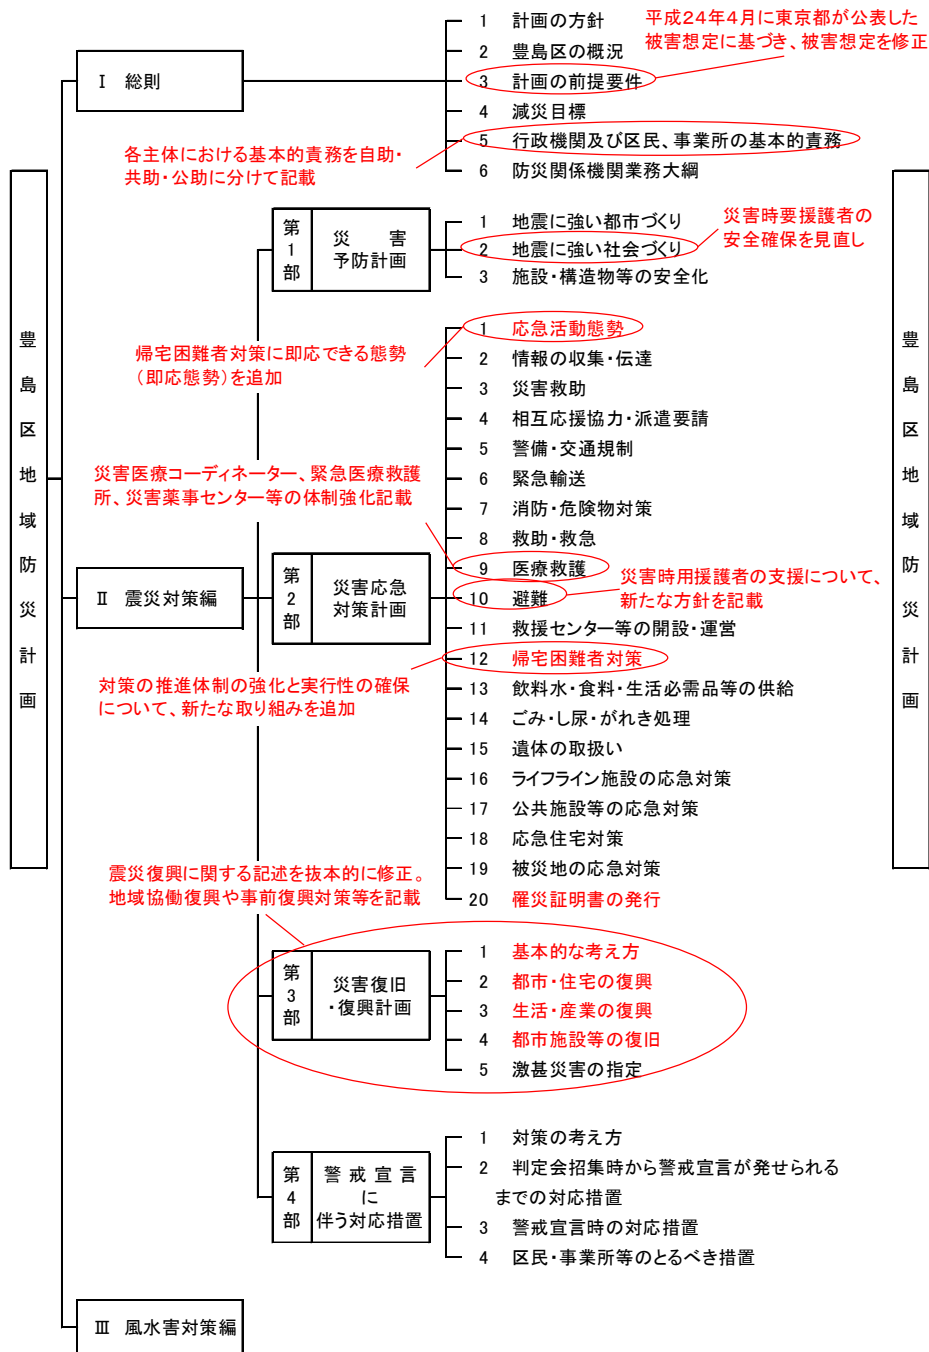 豊島区地域防災計画
Ⅰ 総則
1 計画の方針
2 豊島区の概況
3 計画の前提要件
4 減災目標
5 行政機関及び区民、事業所の基本的責務
6 防災関係機関業務大綱
平成24年4月に東京都が公表した
被害想定に基づき、被害想定を修正
各主体における基本的責務を自助・
共助・公助に分けて記載
Ⅱ 震災対策編
第1部
災 害
予防計画
1 地震に強い都市づくり
2 地震に強い社会づくり
3 施設・構造物等の安全化
災害時要援護者の
安全確保を見直し
第2部
災害応急
対策計画
1 応急活動態勢
2 情報の収集・伝達
3 災害救助
4 相互応援協力・派遣要請
5 警備・交通規制
6 緊急輸送
7 消防・危険物対策
8 救助・救急
9 医療救護
10 避難
11 救援センター等の開設・運営
12 帰宅困難者対策
13 飲料水・食料・生活必需品等の供給
14 ごみ・し尿・がれき処理
15 遺体の取扱い
16 ライフライン施設の応急対策
17 公共施設等の応急対策
18 応急住宅対策
19 被災地の応急対策
20 罹災証明書の発行
帰宅困難者対策に即応できる態勢
(即応態勢)を追加
災害医療コーディネーター、緊急医療救護
所、災害薬事センター等の体制強化記載
災害時用援護者の支援について、
新たな方針を記載
対策の推進体制の強化と実行性の確保
について、新たな取り組みを追加
震災復興に関する記述を抜本的に修正。
地域協働復興や事前復興対策等を記載
第3部
災害復旧
・復興計画
1 基本的な考え方
2 都市・住宅の復興
3 生活・産業の復興
4 都市施設等の復旧
5 激甚災害の指定
第4部
警戒宣言
に
伴う対応措置
1 対策の考え方
2 判定会招集時から警戒宣言が発せられる
までの対応措置
3 警戒宣言時の対応措置
4 区民・事業所等のとるべき措置
Ⅲ 風水害対策編
豊島区地域防災計画